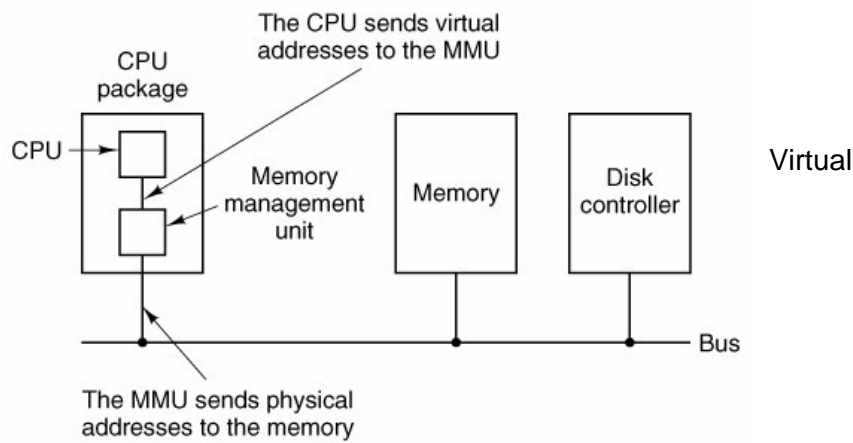 The CPU sends virtual
addresses to the MMU
CPU
package
CPU
Memory
management
unit
Memory
Disk
controller
Virtual
Bus
The MMU sends physical
addresses to the memory